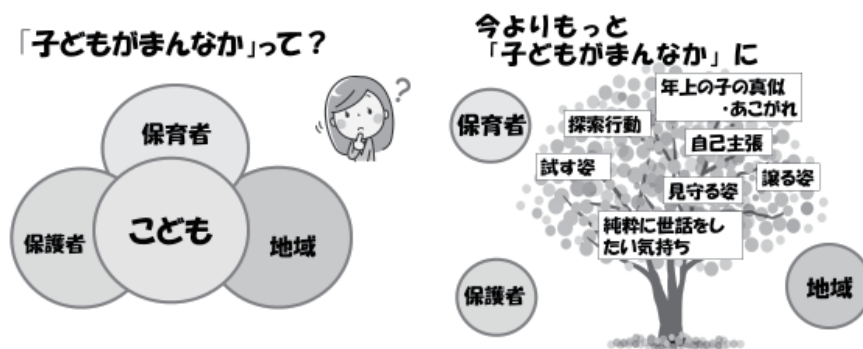 「子どもがまんなか」って?
保育者
保護者
こども
地域
?
今よりもっと
「子どもがまんなか」に
保育者
年上の子の真似
・あこがれ
探索行動
自己主張
試す姿
見守る姿
譲る姿
純粋に世話をし
たい気持ち
保護者
地域